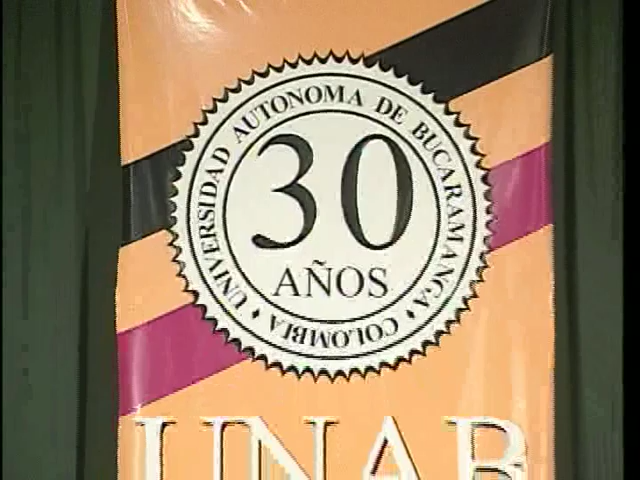 UNIVERSIDAD AUTONOMA DE BUCARAMANGA
30
AÑOS
♦ COLOMBIA ♦
UNAB